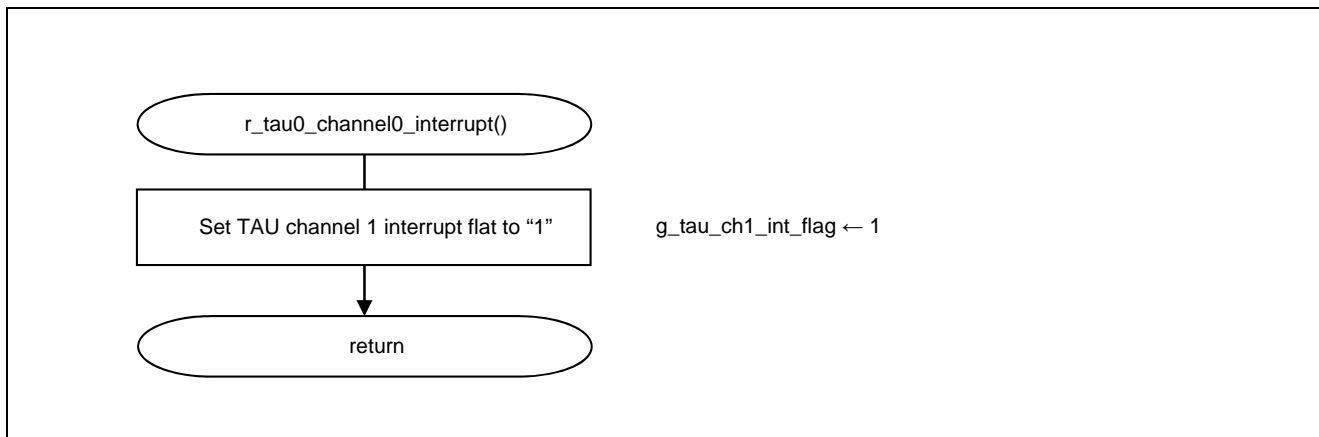 r_tau0_channel0_interrupt()
Set TAU channel 1 interrupt flat to “1”
g_tau_ch1_int_flag ← 1
return